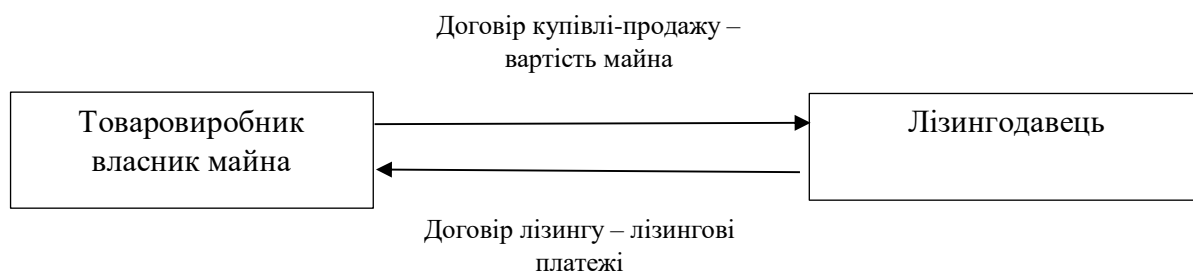 Договір купівлі-продажу –
вартість майна
Товаровиробник
власник майна
Лізингодавець
Договір лізингу – лізингові
платежі